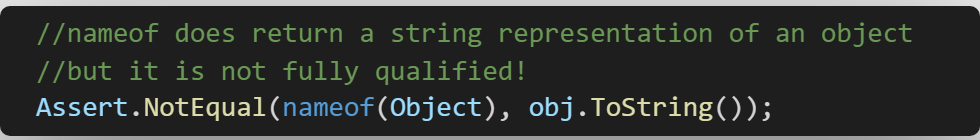 //nameof does return a string representation of an object
//but it is not fully qualified!
Assert.NotEqual(nameof(Object), obj.ToString());